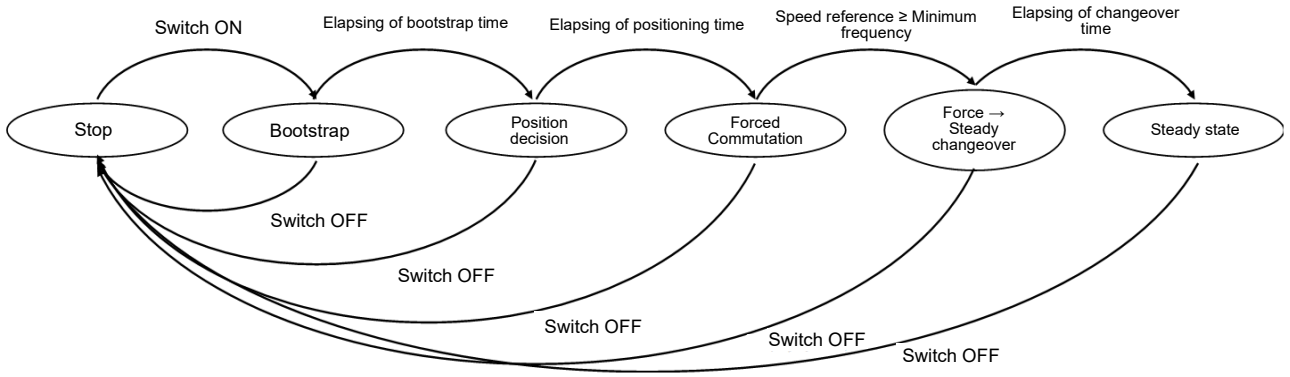 Switch ON
Elapsing of bootstrap time
Elapsing of positioning time
Speed reference ≥ Minimum
frequency
Elapsing of changeover
time
Stop
Bootstrap
Position
decision
Forced
Commutation
Force →
Steady
changeover
Steady state
Switch OFF
Switch OFF
Switch OFF
Switch OFF
Switch OFF